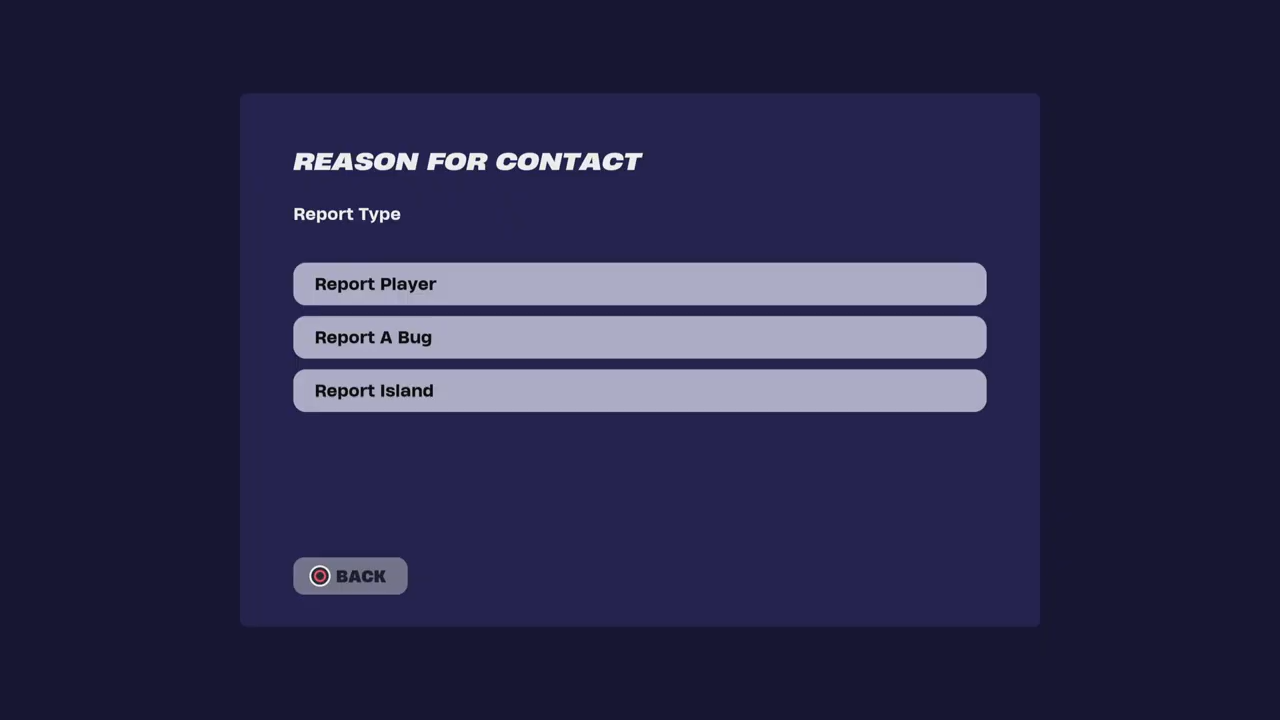 REASON FOR CONTACT
Report Type
Report Player
Report A Bug
Report Island
BACK